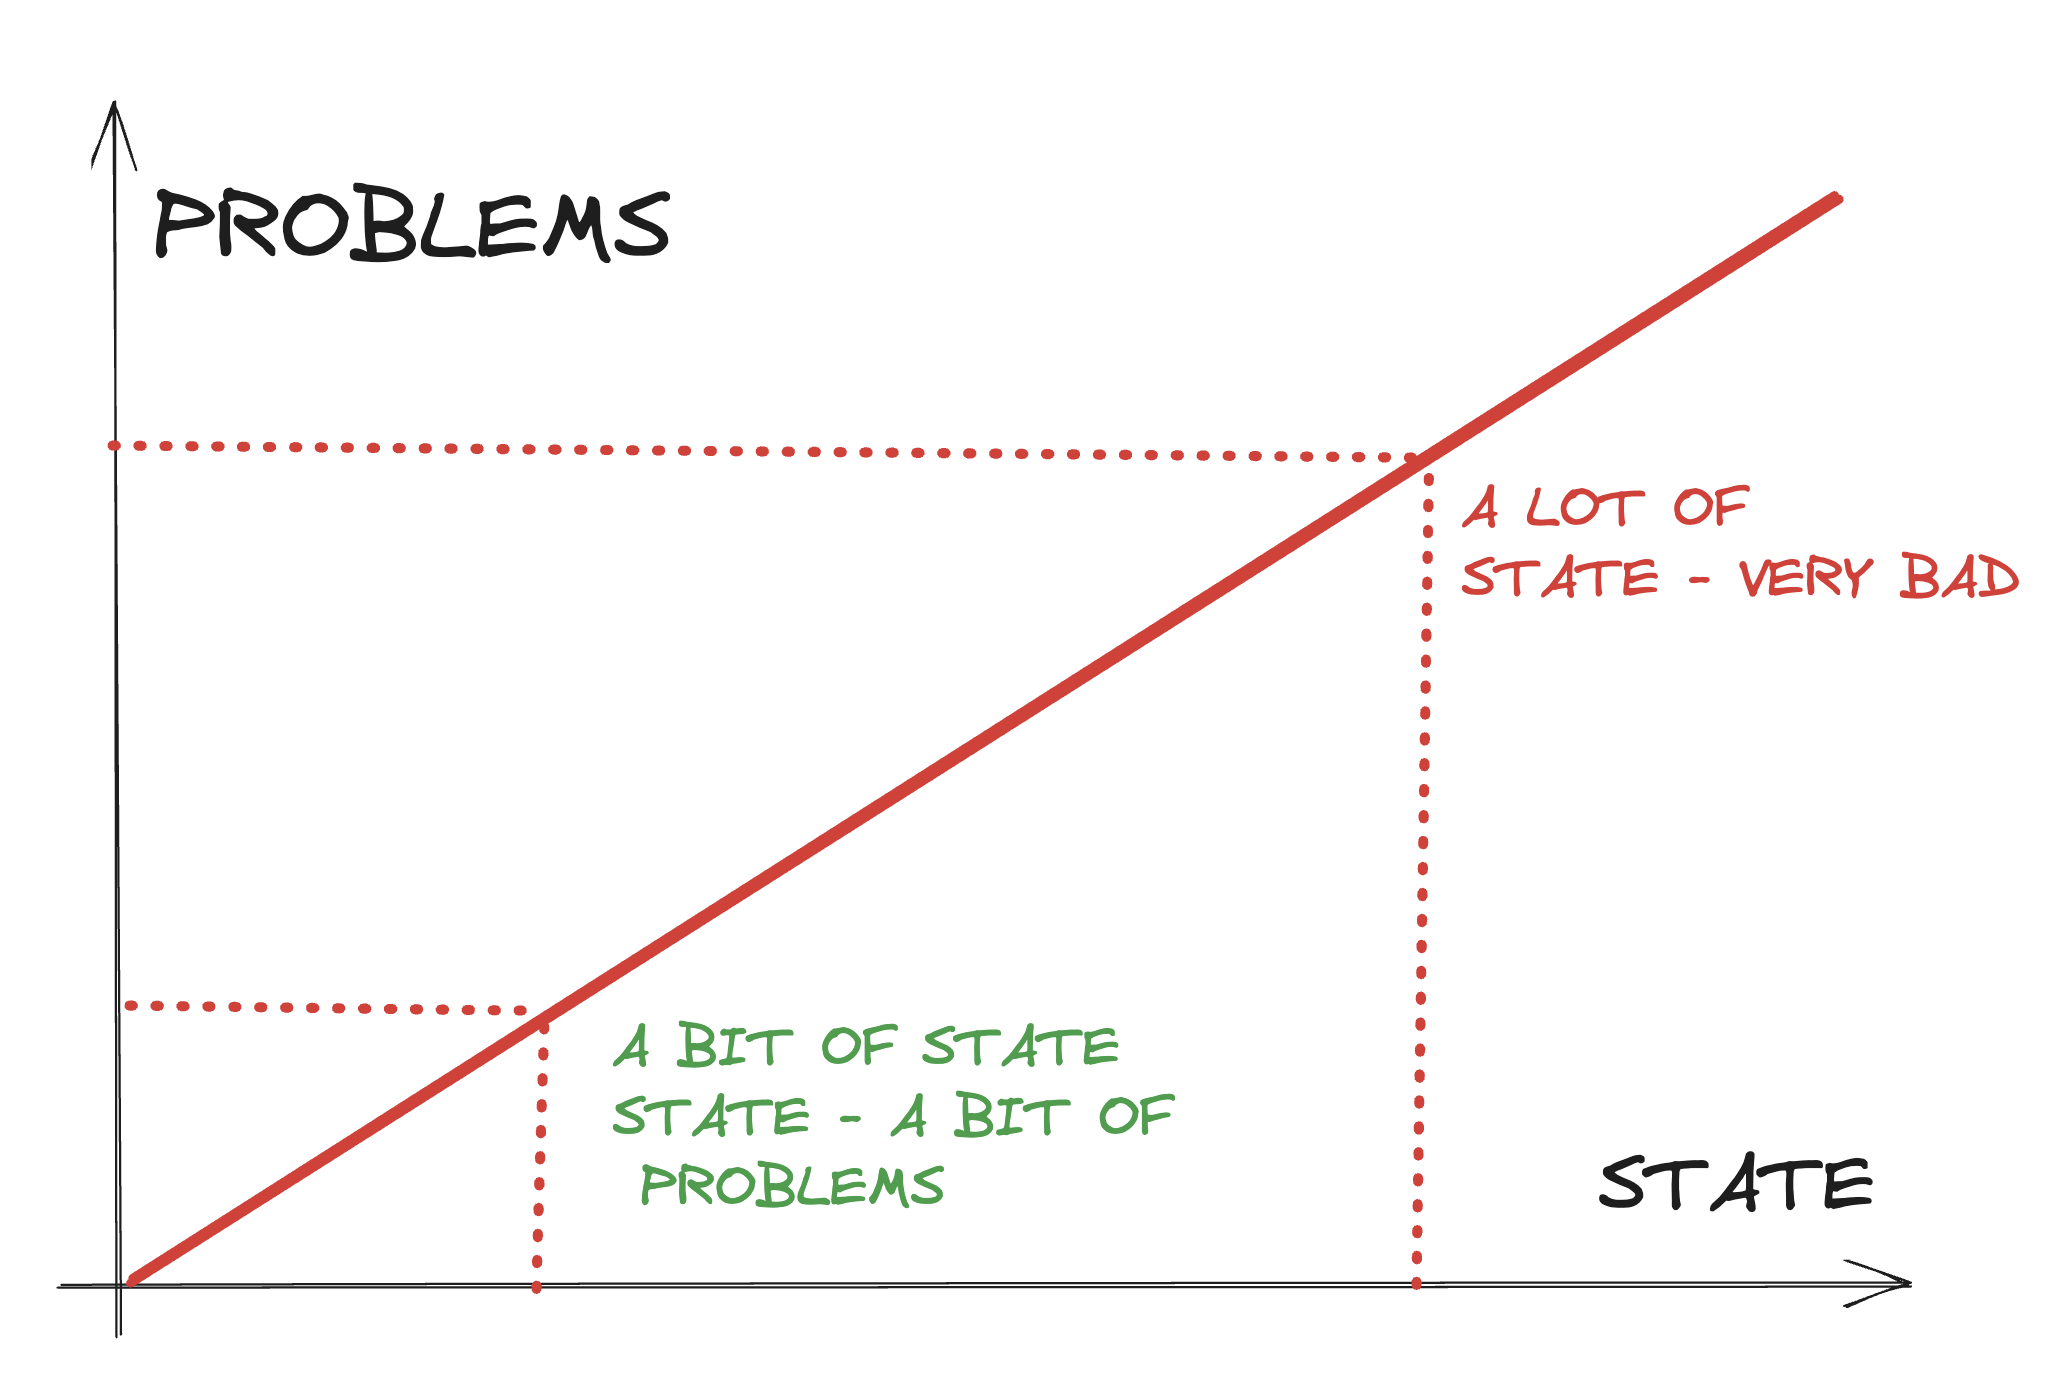 PROBLEMS
A LOT OF
STATE - VERY BAD
A BIT OF STATE
STATE - A BIT OF
PROBLEMS
STATE